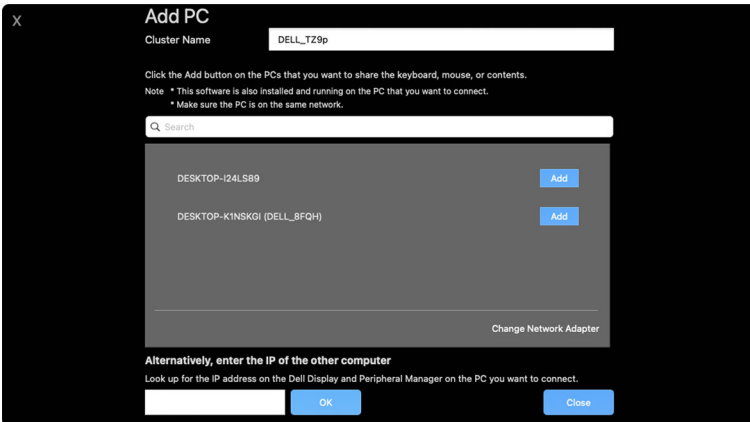 X
Add PC
Cluster Name DELL_TZ9p
Click the Add button on the PCs that you want to share the keyboard, mouse, or contents.
Note * This software is also installed and running on the PC that you want to connect.
* Make sure the PC is on the same network.
Search
DESKTOP-I24LS89 Add
DESKTOP-K1NSKGI (DELL_8FQH) Add
Change Network Adapter
Alternatively, enter the IP of the other computer
Look up for the IP address on the Dell Display and Peripheral Manager on the PC you want to connect.
OK Close